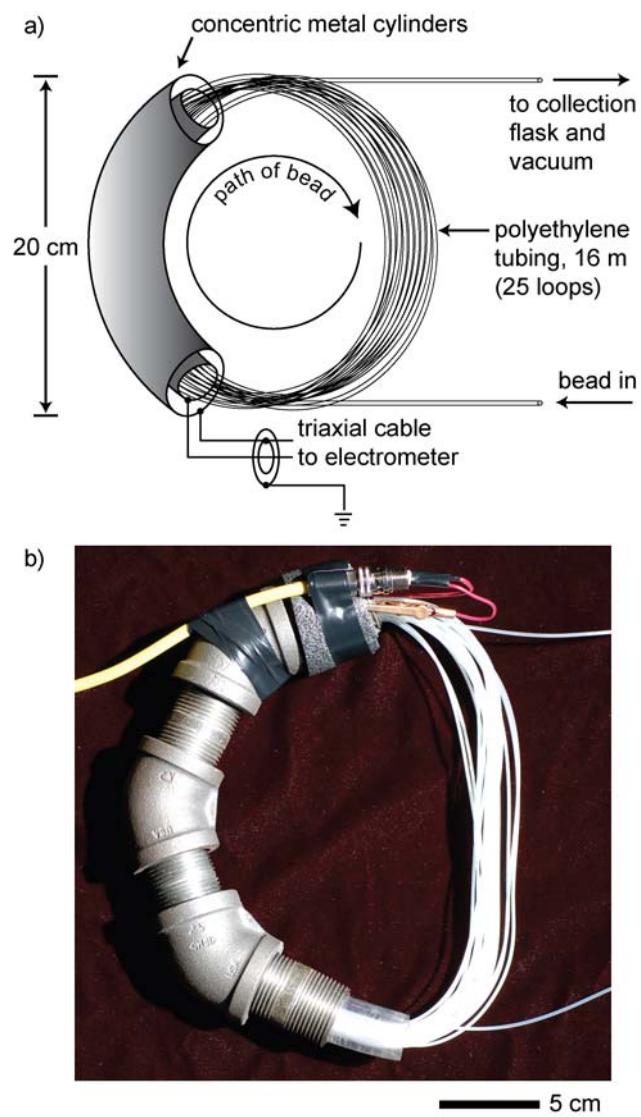 a)
concentric metal cylinders
to collection
flask and
vacuum
path of bead
20 cm
polyethylene
tubing, 16 m
(25 loops)
bead in
triaxial cable
to electrometer
b)
5 cm